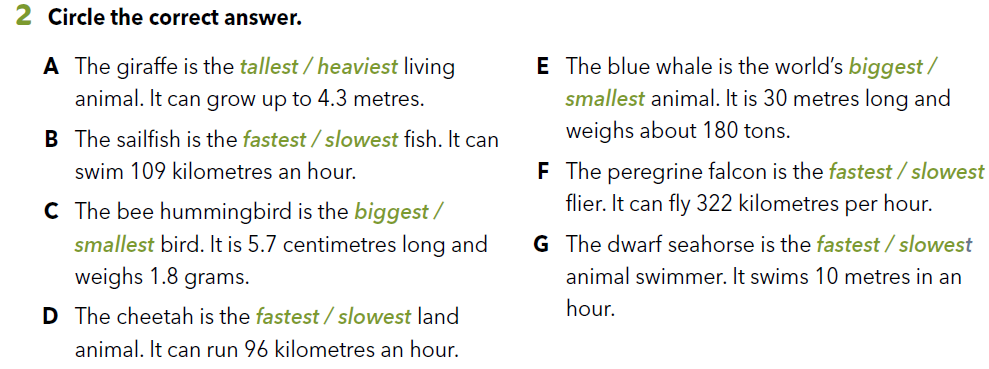 2 Circle the correct answer.
A The giraffe is the tallest / heaviest living
animal. It can grow up to 4.3 metres.
B The sailfish is the fastest / slowest fish. It can
swim 109 kilometres an hour.
C The bee hummingbird is the biggest /
smallest bird. It is 5.7 centimetres long and
weighs 1.8 grams.
D The cheetah is the fastest / slowest land
animal. It can run 96 kilometres an hour.
E The blue whale is the world’s biggest /
smallest animal. It is 30 metres long and
weighs about 180 tons.
F The peregrine falcon is the fastest / slowest
flier. It can fly 322 kilometres per hour.
G The dwarf seahorse is the fastest / slowest
animal swimmer. It swims 10 metres in an
hour.